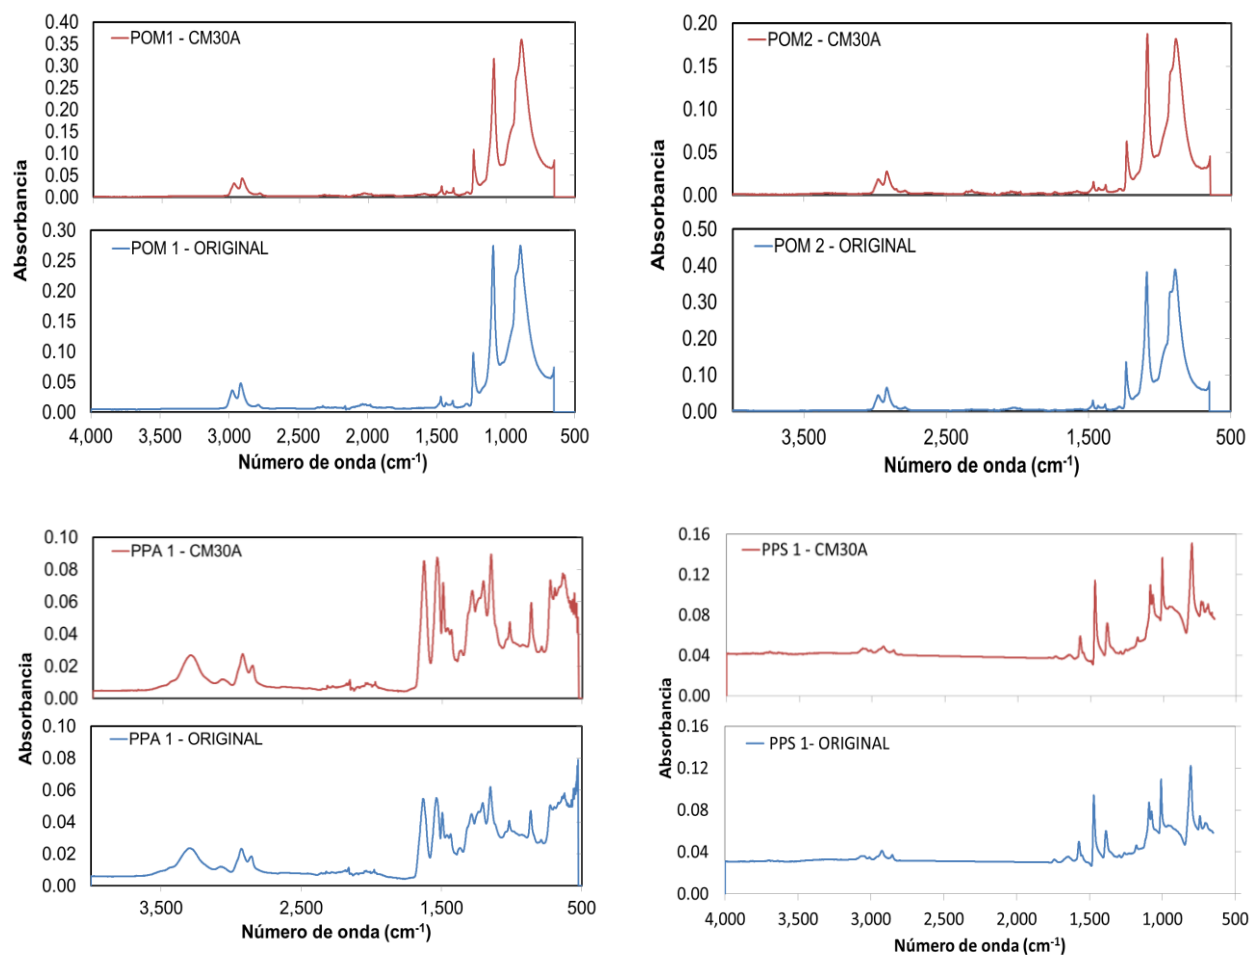 POM1 - CM30A
0.40
0.35
0.30
0.25
0.20
0.15
0.10
0.05
0.00
Absorbancia
POM 1 - ORIGINAL
0.30
0.25
0.20
0.15
0.10
0.05
0.00
Absorbancia
4,000 3,500 3,000 2,500 2,000 1,500 1,000 500
Número de onda (cm-1)
POM2 - CM30A
0.20
0.15
0.10
0.05
0.00
Absorbancia
POM 2 - ORIGINAL
0.50
0.40
0.30
0.20
0.10
0.00
3,500 2,500 1,500 500
Número de onda (cm-1)
PPA 1 - CM30A
0.10
0.08
0.06
0.04
0.02
0.00
Absorbancia
PPA 1 - ORIGINAL
0.10
0.08
0.06
0.04
0.02
0.00
3,500 2,500 1,500 500
Número de onda (cm-1)
PPS 1 - CM30A
0.16
0.12
0.08
0.04
0.00
Absorbancia
PPS 1- ORIGINAL
0.16
0.12
0.08
0.04
0.00
4,000 3,500 3,000 2,500 2,000 1,500 1,000 500
Número de onda (cm-1)